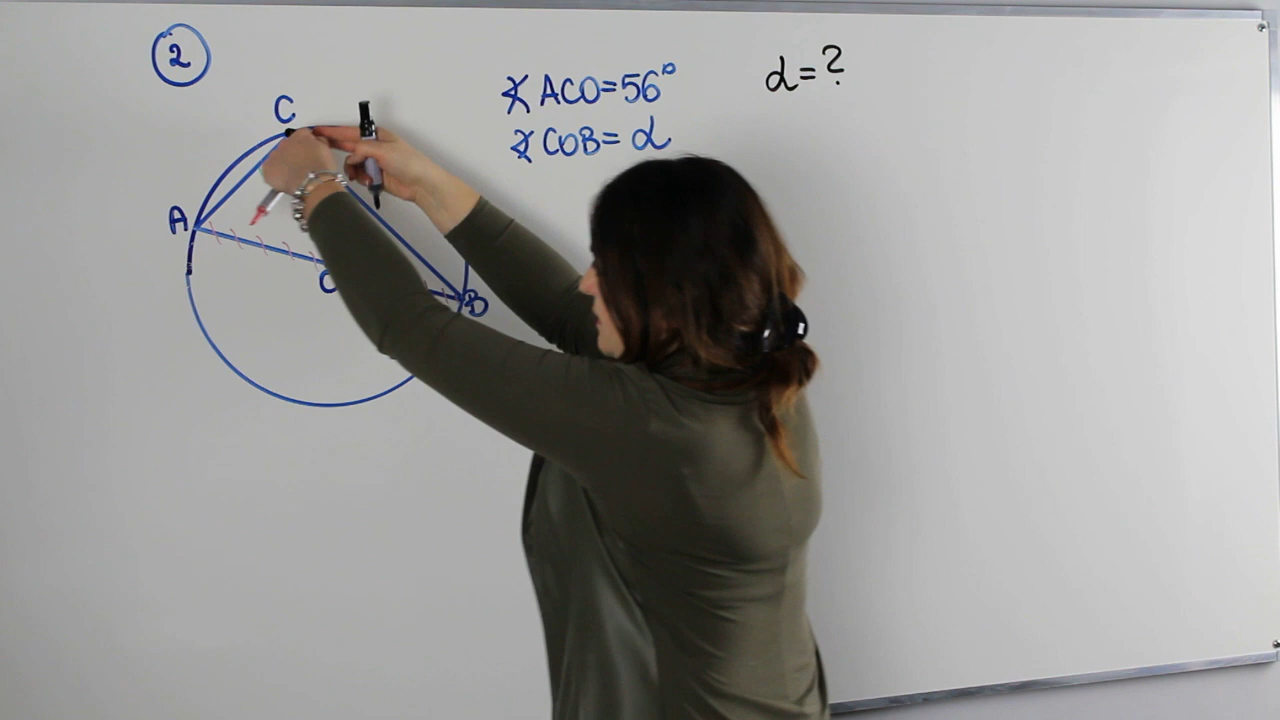 2
∢ ACO = 56°
∢ COB = α
α = ?
C
A
B